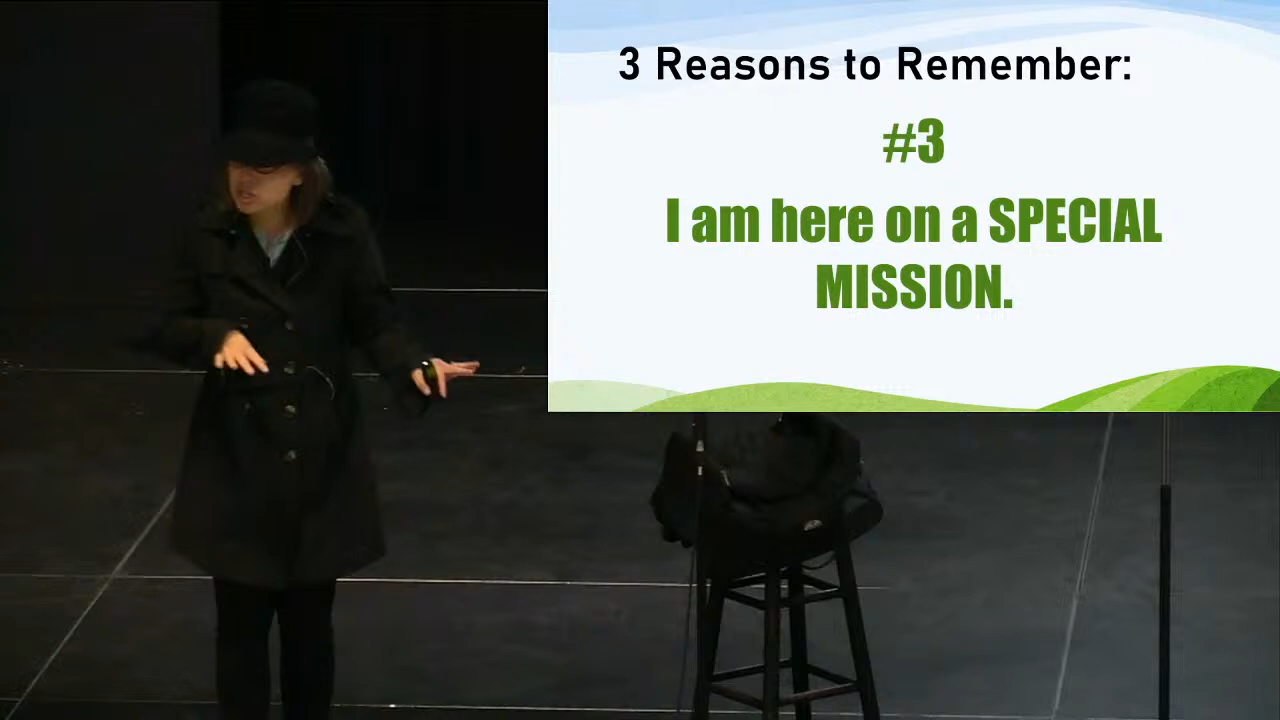 3 Reasons to Remember:
#3
I am here on a SPECIAL
MISSION.